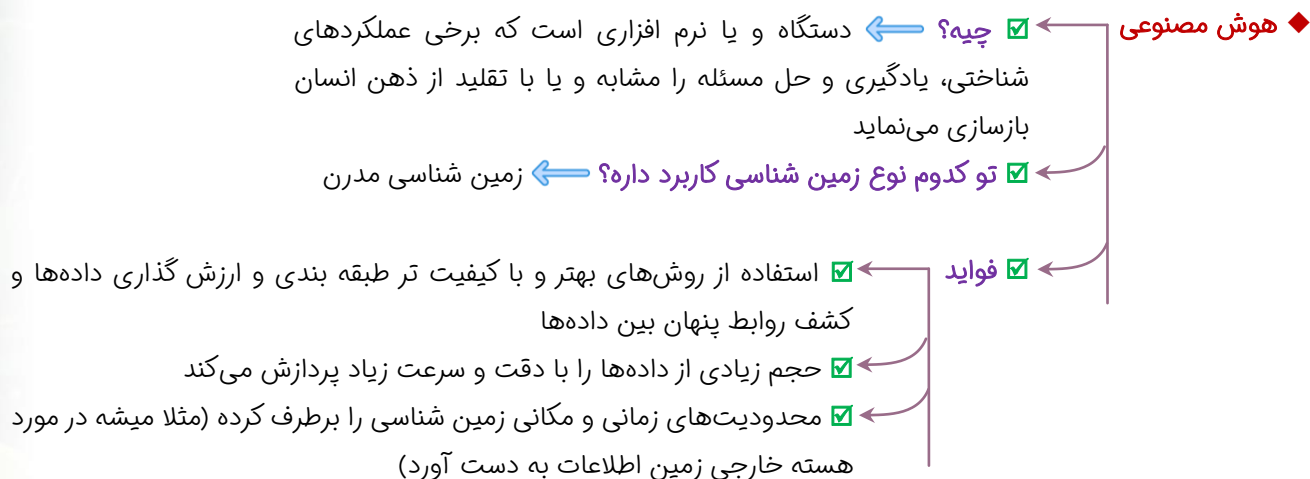 هوش مصنوعی
چیه؟ دستگاه و یا نرم افزاری است که برخی عملکردهای
شناختی، یادگیری و حل مسئله را مشابه و یا با تقلید از ذهن انسان
بازسازی می‌نماید
تو کدوم نوع زمین شناسی کاربرد داره؟ زمین شناسی مدرن
فواید
استفاده از روش‌های بهتر و با کیفیت تر طبقه بندی و ارزش گذاری داده‌ها و
کشف روابط پنهان بین داده‌ها
حجم زیادی از داده‌ها را با دقت و سرعت زیاد پردازش می‌کند
محدودیت‌های زمانی و مکانی زمین شناسی را برطرف کرده (مثلا میشه در مورد
هسته خارجی زمین اطلاعات به دست آورد)